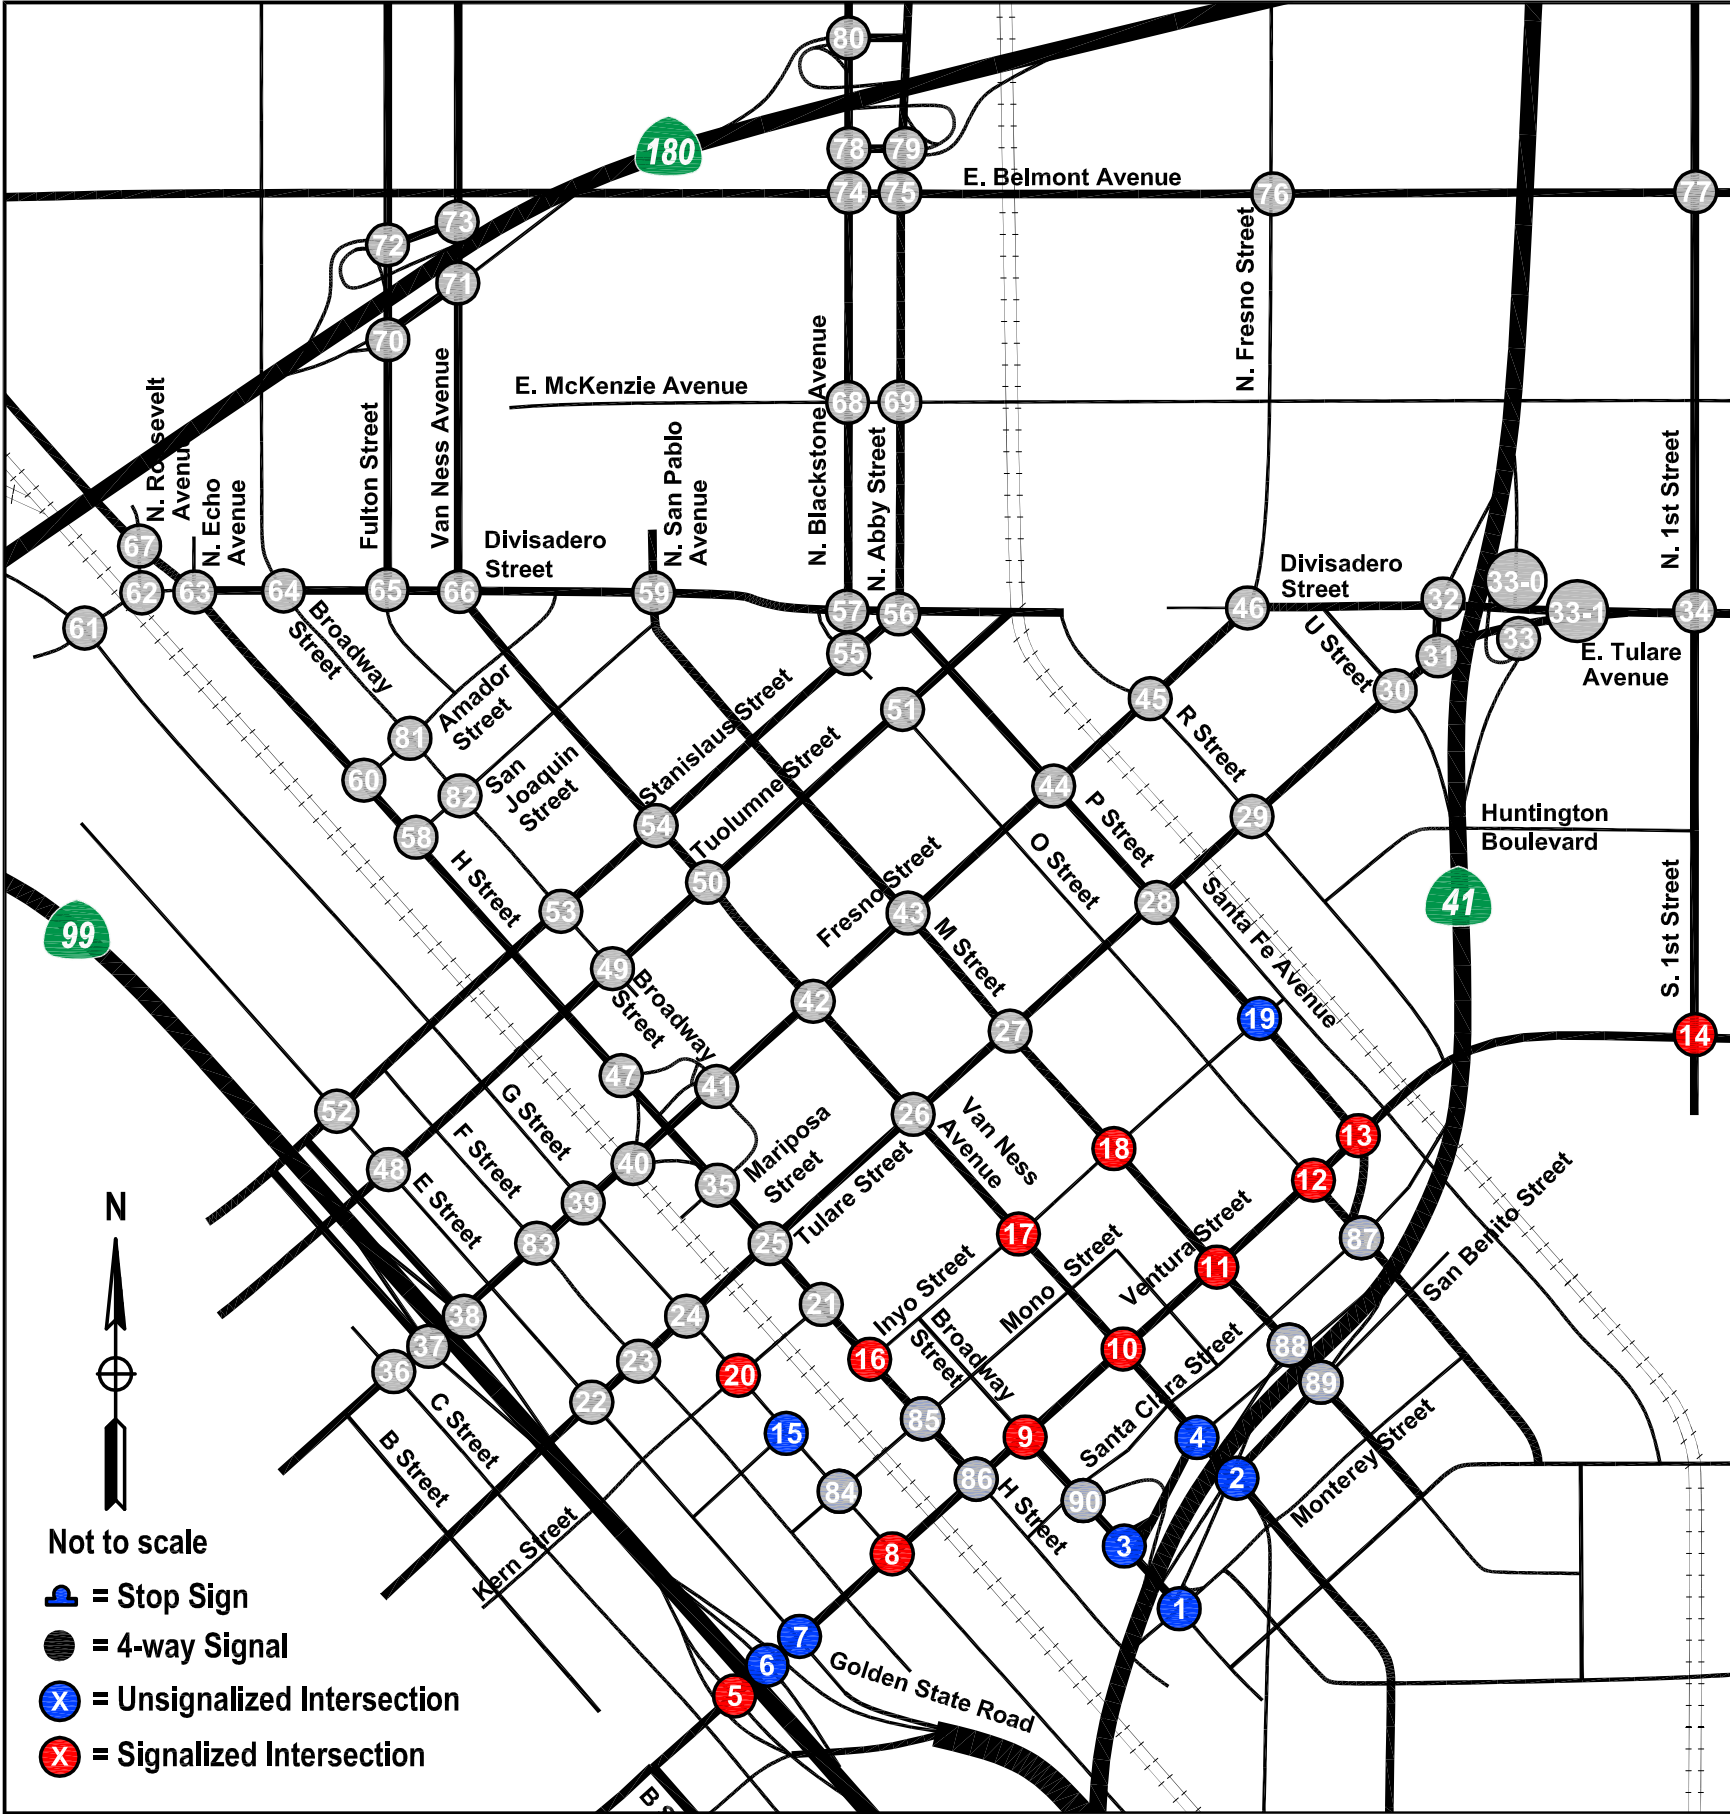 80
180
78
79
74
75
E. Belmont Avenue
76
77
73
72
71
70
N. Fresno Street
E. McKenzie Avenue
68
69
N. Blackstone Avenue
N. Abby Street
Van Ness Avenue
Fulton Street
N. Roosevelt
Avenue
N. Echo
Avenue
N. San Pablo
Avenue
N. 1st Street
67
62
63
64
65
66
Divisadero
Street
59
57
56
55
61
46
Divisadero
Street
32
33-0
33-1
34
33
31
30
E. Tulare
Avenue
U Street
Broadway
Street
81
Amador
Street
60
82
San
Joaquin
Street
58
Stanislaus Street
54
Tuolumne Street
51
45
R Street
44
29
P Street
Huntington
Boulevard
O Street
50
53
H Street
Fresno Street
43
28
Santa Fe Avenue
41
99
M Street
S. 1st Street
49
Broadway
Street
42
27
19
14
47
41
52
G Street
Mariposa
Street
26
Van Ness
Avenue
18
13
48
F Street
40
35
12
E Street
39
83
25
Tulare Street
17
87
San Benito Street
N
38
24
21
Inyo Street
Mono Street
Ventura Street
11
37
36
23
22
20
16
Broadway
Street
10
88
89
C Street
B Street
15
85
9
Santa Clara Street
4
2
Monterey Street
84
86
90
H Street
3
8
Kern Street
1
7
6
5
Golden State Road
Not to scale
= Stop Sign
= 4-way Signal
X = Unsignalized Intersection
X = Signalized Intersection